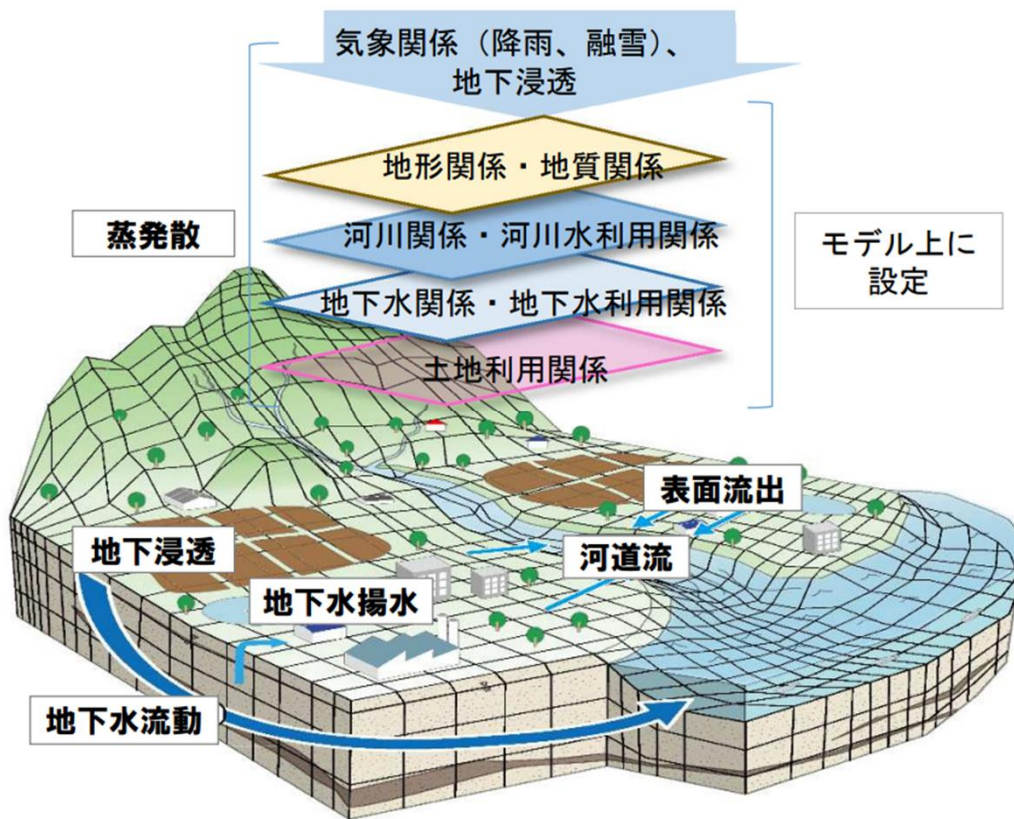 気象関係（降雨、融雪）、
地下浸透
地形関係・地質関係
蒸発散
河川関係・河川水利用関係
モデル上に
設定
地下水関係・地下水利用関係
土地利用関係
表面流出
地下浸透
河道流
地下水揚水
地下水流動